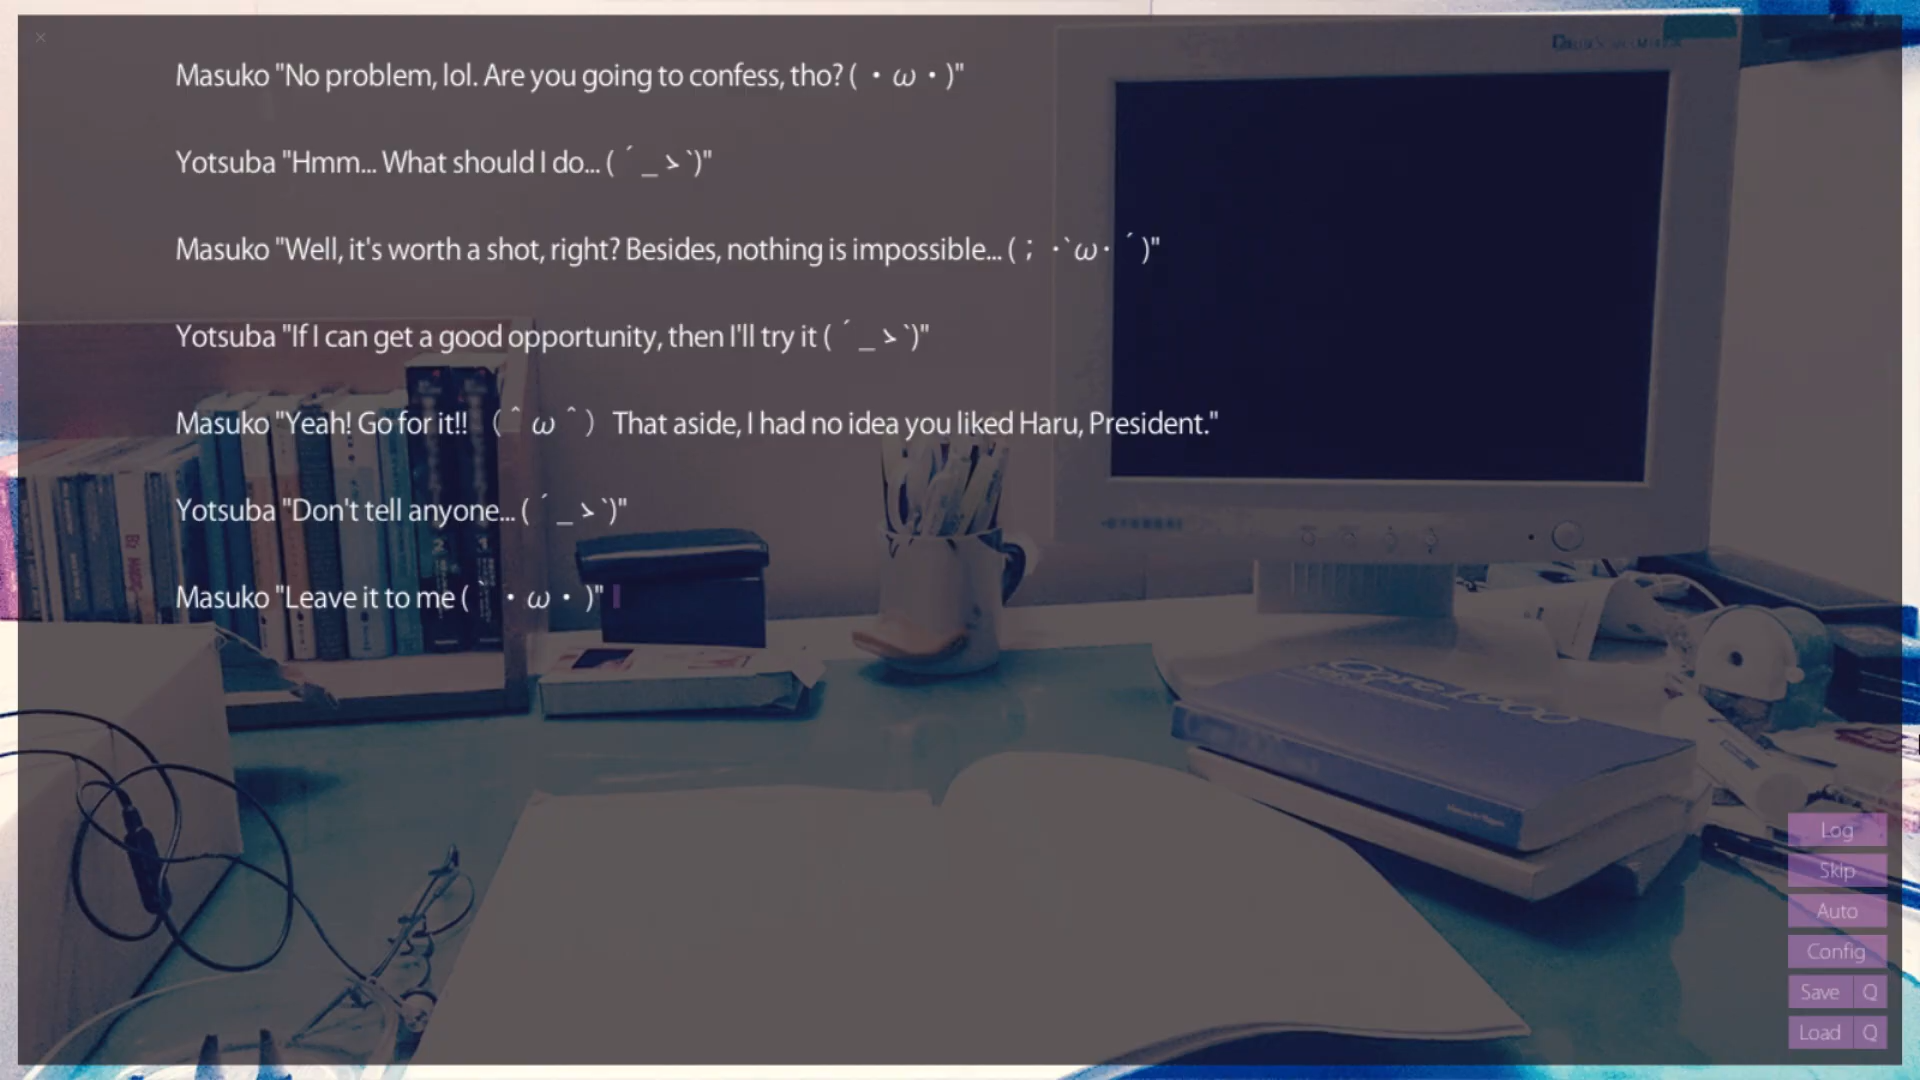 ×
Masuko "No problem, lol. Are you going to confess, tho? (・ω・)"
Yotsuba "Hmm... What should I do... ( ´_ゝ`)"
Masuko "Well, it's worth a shot, right? Besides, nothing is impossible... (；･`ω･´)"
Yotsuba "If I can get a good opportunity, then I'll try it ( ´_ゝ`)"
Masuko "Yeah! Go for it!! （＾ω＾）That aside, I had no idea you liked Haru, President."
Yotsuba "Don't tell anyone... ( ´_ゝ`)"
Masuko "Leave it to me (｀・ω・)"
HYUNDAI
Core 1900
Log
Skip
Auto
Config
Save Q
Load Q